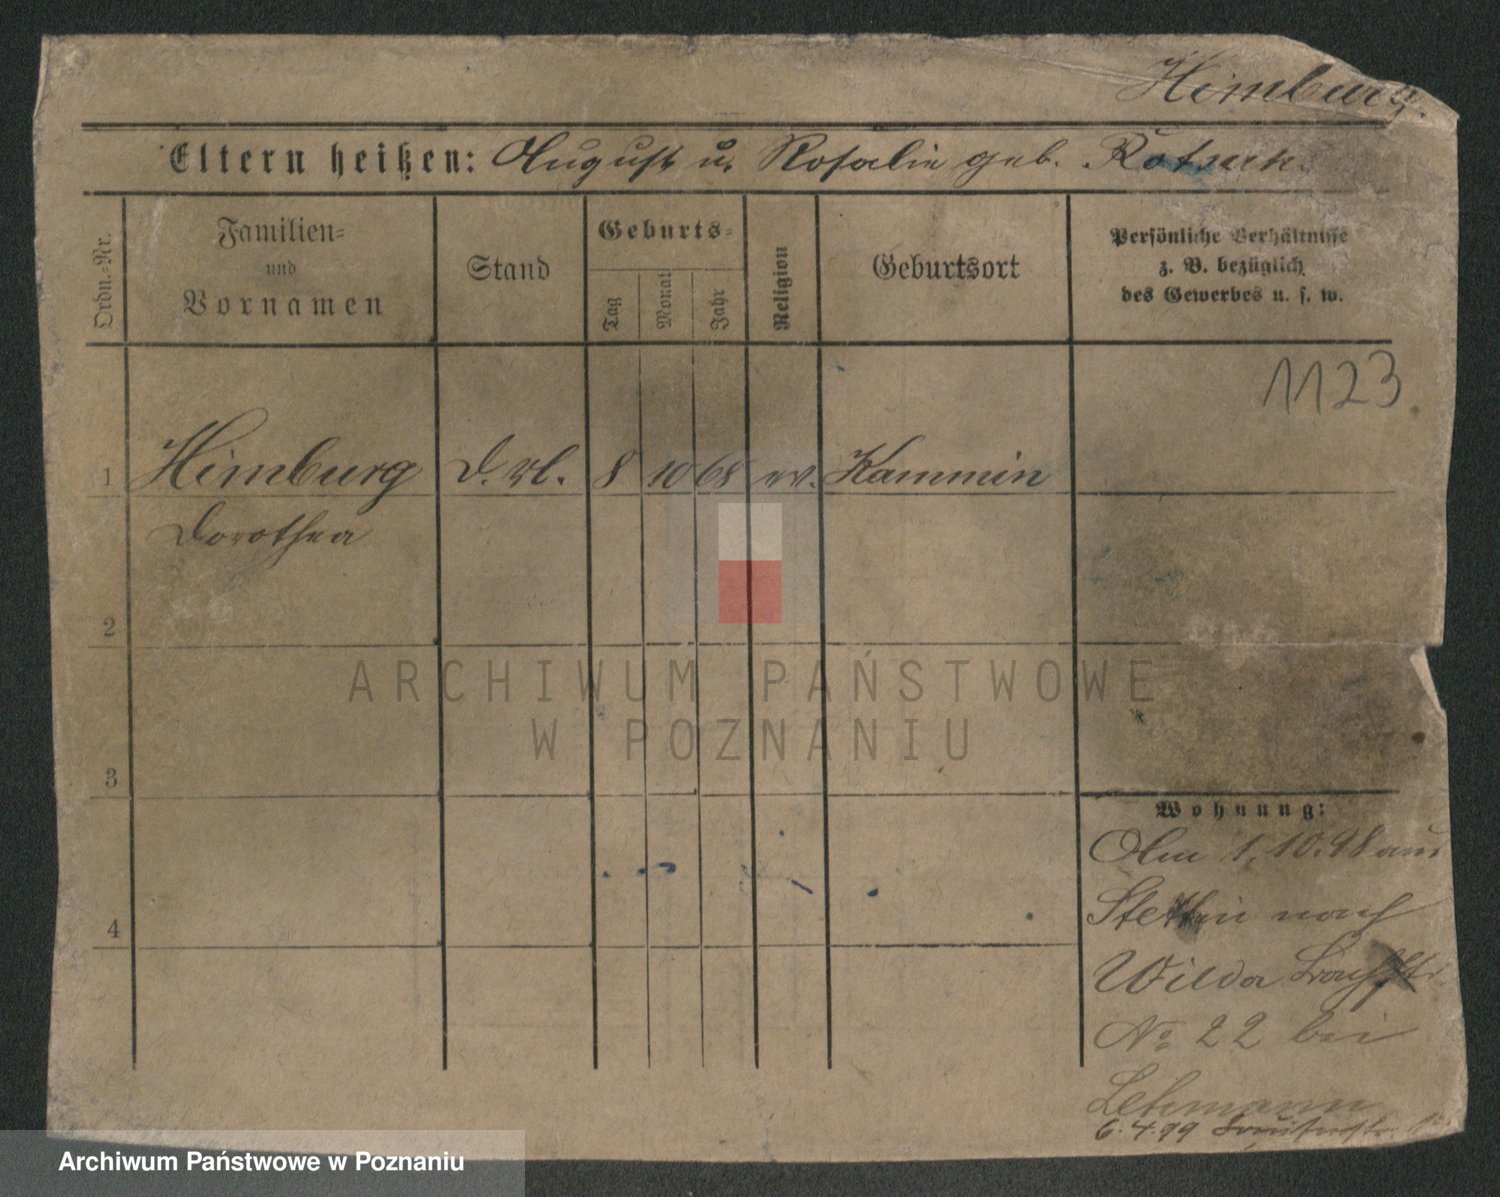 Himburg.
Eltern heißen: August u. Rosalie geb.
Ordn.-Nr.
Familien-
und
Vornamen
Stand
Geburts-
Tag
Monat
Jahr
Religion
Geburtsort
Persönliche Verhältnisse
z. B. bezüglich
des Gewerbes u. s. w.
1123
1 Himburg 8 10 68 ev. Kammin
Dorothea
2
3
4
Wohnung:
Am 1.10.98 aus
Stettin nach
Wilda
No 22 bei
Lehmann
6.4.99
ARCHIWUM PAŃSTWOWE
W POZNANIU
Archiwum Państwowe w Poznaniu